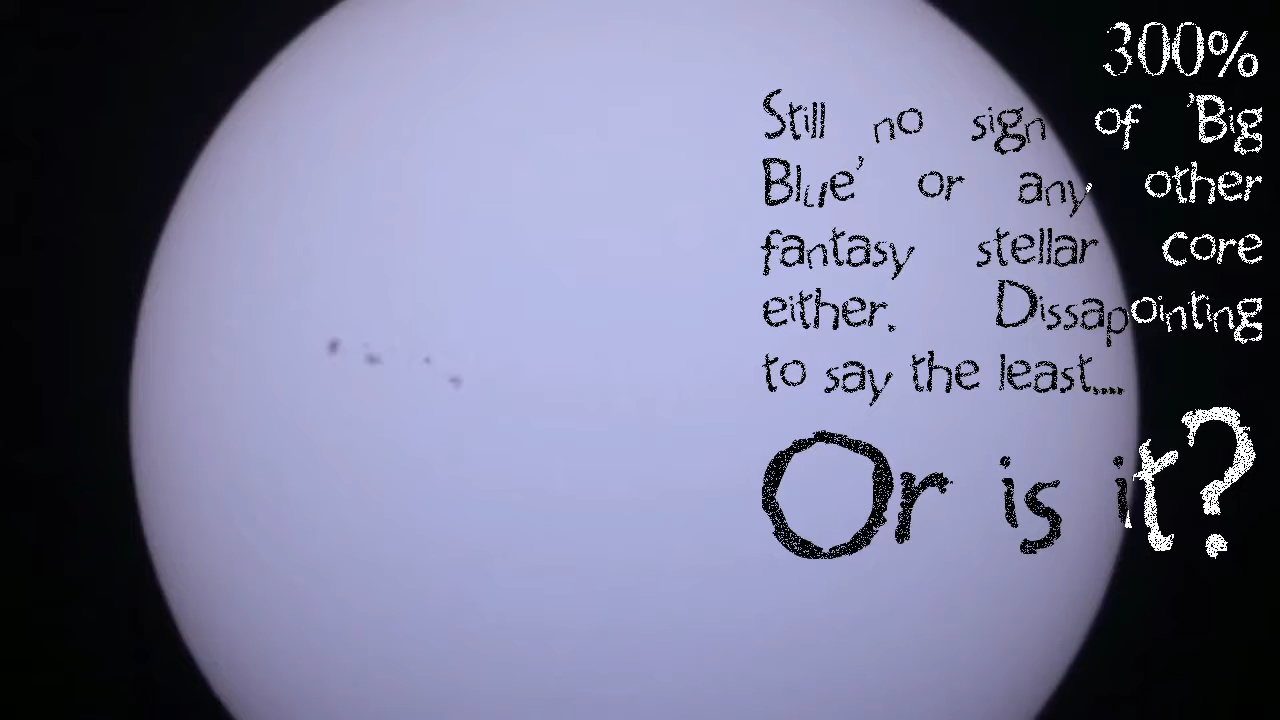 300%
Still no sign of 'Big
Blue' or any other
fantasy stellar core
either. Dissapointing
to say the least....
Or is it?